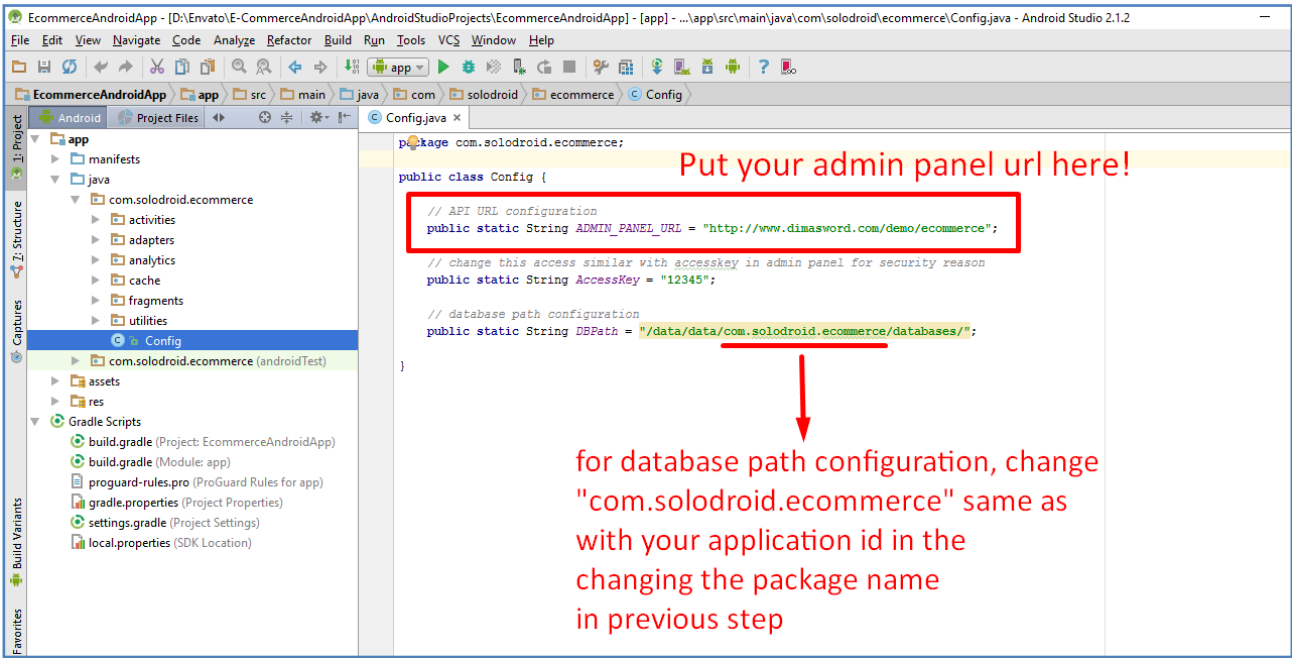 EcommerceAndroidApp - [D:\Envato\E-CommerceAndroidApp\AndroidStudioProjects\EcommerceAndroidApp] - [app] - ...\app\src\main\java\com\solodroid\ecommerce\Config.java - Android Studio 2.1.2
File Edit View Navigate Code Analyze Refactor Build Run Tools VCS Window Help
app
EcommerceAndroidApp app src main java com solodroid ecommerce Config
1: Project
Z: Structure
Captures
Build Variants
Favorites
Android Project Files
app
manifests
java
com.solodroid.ecommerce
activities
adapters
analytics
cache
fragments
utilities
Config
com.solodroid.ecommerce (androidTest)
assets
res
Gradle Scripts
build.gradle (Project: EcommerceAndroidApp)
build.gradle (Module: app)
proguard-rules.pro (ProGuard Rules for app)
gradle.properties (Project Properties)
settings.gradle (Project Settings)
local.properties (SDK Location)
Config.java
package com.solodroid.ecommerce;
Put your admin panel url here!
public class Config {
// API URL configuration
public static String ADMIN_PANEL_URL = "http://www.dimasword.com/demo/ecommerce";
// change this access similar with accesskey in admin panel for security reason
public static String AccessKey = "12345";
// database path configuration
public static String DBPath = "/data/data/com.solodroid.ecommerce/databases/";
}
for database path configuration, change
"com.solodroid.ecommerce" same as
with your application id in the
changing the package name
in previous step